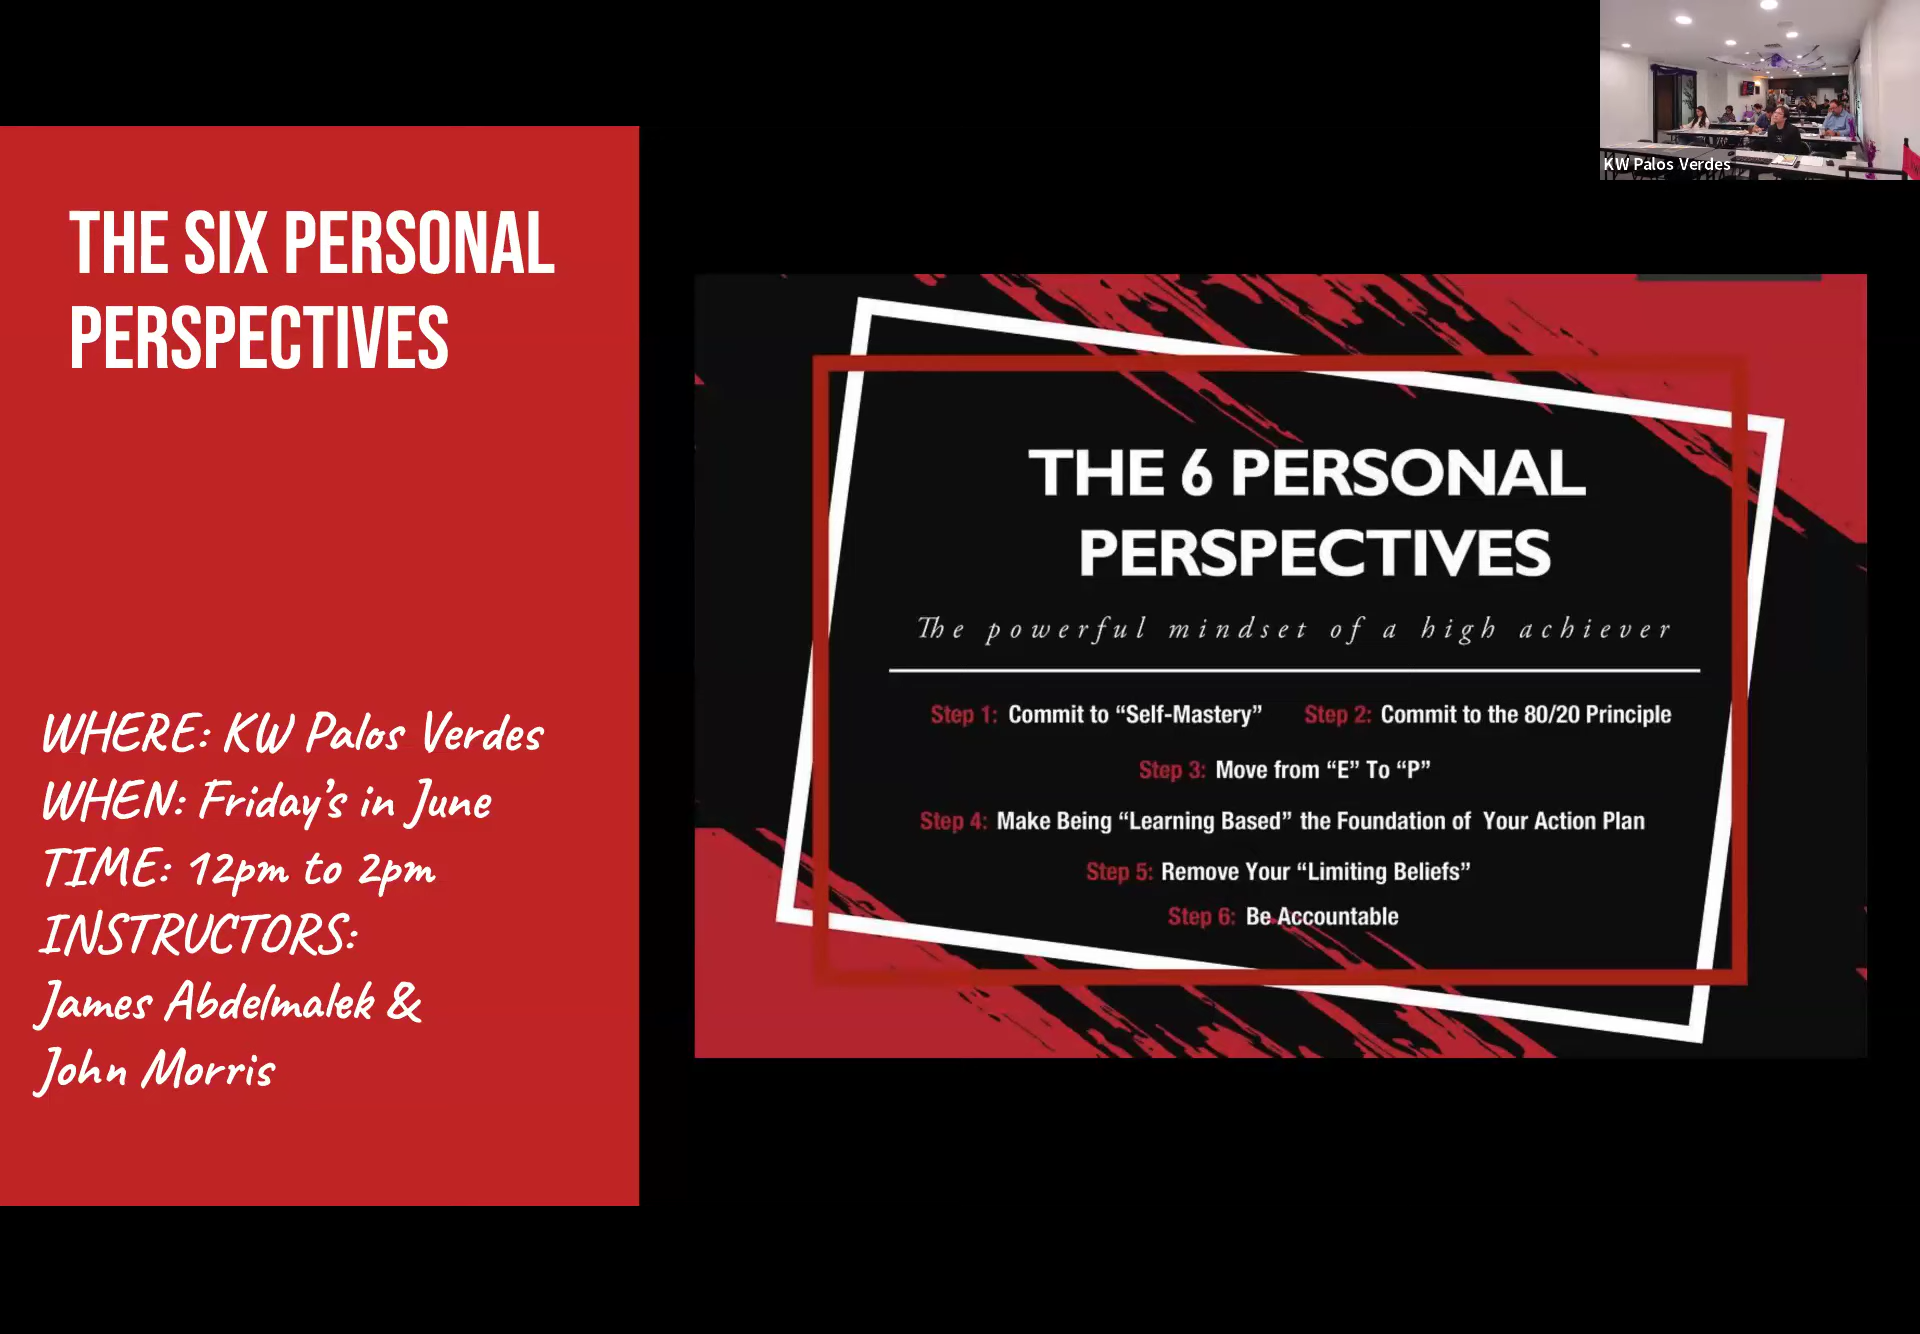 KW Palos Verdes
THE SIX PERSONAL
PERSPECTIVES
WHERE: KW Palos Verdes
WHEN: Friday's in June
TIME: 12pm to 2pm
INSTRUCTORS:
James Abdelmalek &
John Morris
THE 6 PERSONAL
PERSPECTIVES
The powerful mindset of a high achiever
Step 1: Commit to “Self-Mastery” Step 2: Commit to the 80/20 Principle
Step 3: Move from “E” To “P”
Step 4: Make Being “Learning Based” the Foundation of Your Action Plan
Step 5: Remove Your “Limiting Beliefs”
Step 6: Be Accountable